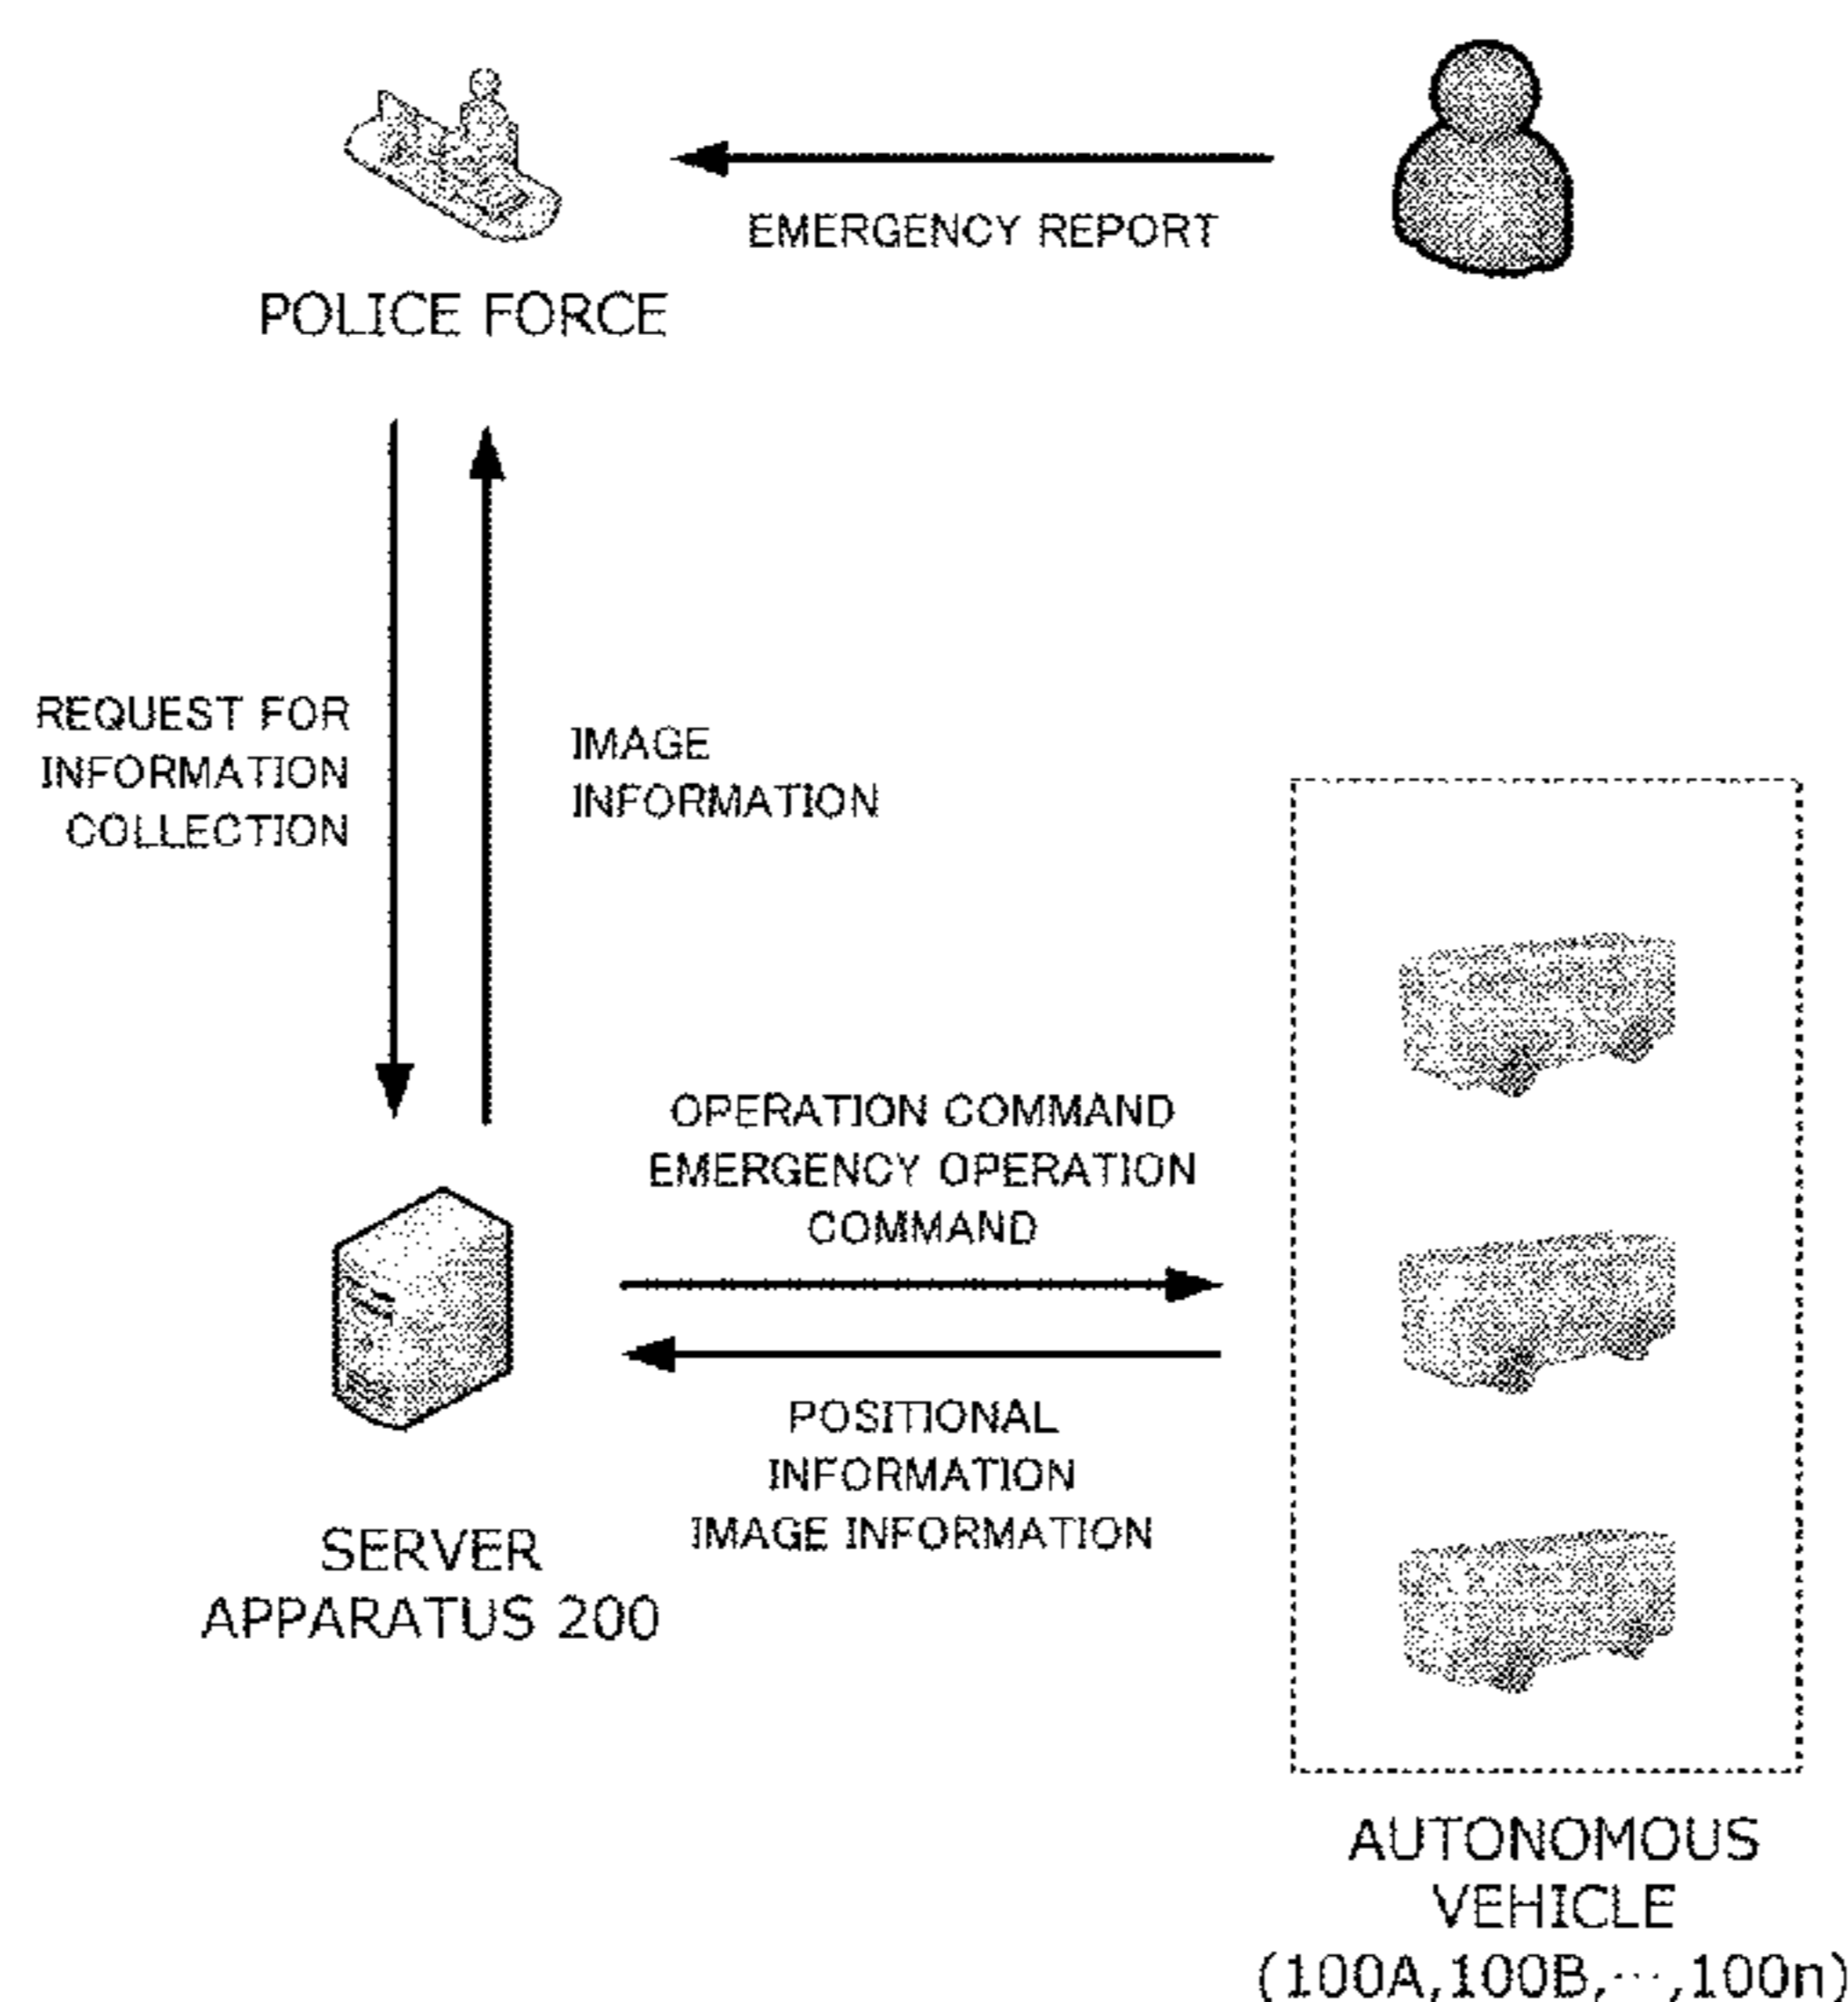 EMERGENCY REPORT
POLICE FORCE
REQUEST FOR
INFORMATION
COLLECTION
IMAGE
INFORMATION
OPERATION COMMAND
EMERGENCY OPERATION
COMMAND
POSITIONAL
INFORMATION
IMAGE INFORMATION
SERVER
APPARATUS 200
AUTONOMOUS
VEHICLE
(100A,100B,···,100n)